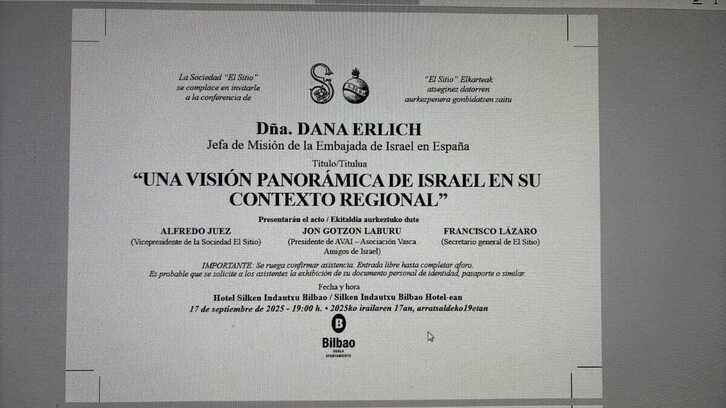 La Sociedad “El Sitio”
se complace en invitarle
a la conferencia de
“El Sitio” Elkarteak
atseginez datorren
aurkezpenera gonbidatzen zaitu
Dña. DANA ERLICH
Jefa de Misión de la Embajada de Israel en España
Título/Titulua
“UNA VISIÓN PANORÁMICA DE ISRAEL EN SU
CONTEXTO REGIONAL”
Presentarán el acto / Ekitaldia aurkeztuko dute
ALFREDO JUEZ
(Vicepresidente de la Sociedad El Sitio)
JON GOTZON LABURU
(Presidente de AVAI – Asociación Vasca
Amigos de Israel)
FRANCISCO LÁZARO
(Secretario general de El Sitio)
IMPORTANTE: Se ruega confirmar asistencia. Entrada libre hasta completar aforo.
Es probable que se solicite a los asistentes la exhibición de su documento personal de identidad, pasaporte o similar.
Fecha y hora
Hotel Silken Indautxu Bilbao / Silken Indautxu Bilbao Hotel-ean
17 de septiembre de 2025 - 19:00 h. • 2025ko irailaren 17an, arratsaldeko19etan
B
Bilbao
UDALA
AYUNTAMIENTO